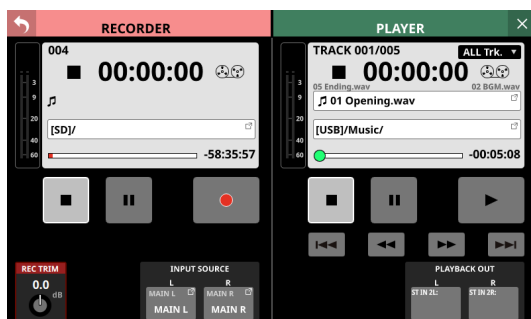 RECORDER
004
00:00:00
3
9
20
40
60
[SD]/
-58:35:57
REC TRIM
0.0
dB
INPUT SOURCE
L R
MAIN L MAIN R
MAIN L MAIN R
PLAYER
TRACK 001/005
ALL Trk.
00:00:00
05 Ending.wav 02 BGM.wav
01 Opening.wav
3
9
20
40
60
[USB]/Music/
-00:05:08
PLAYBACK OUT
L R
ST IN 2L: ST IN 2R: